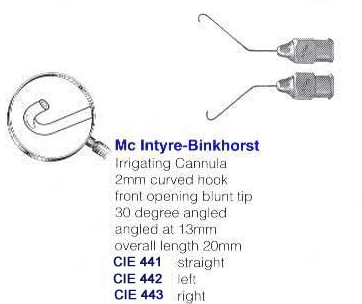 Mc Intyre-Binkhorst
Irrigating Cannula
2mm curved hook
front opening blunt tip
30 degree angled
angled at 13mm
overall length 20mm
CIE 441 straight
CIE 442 left
CIE 443 right